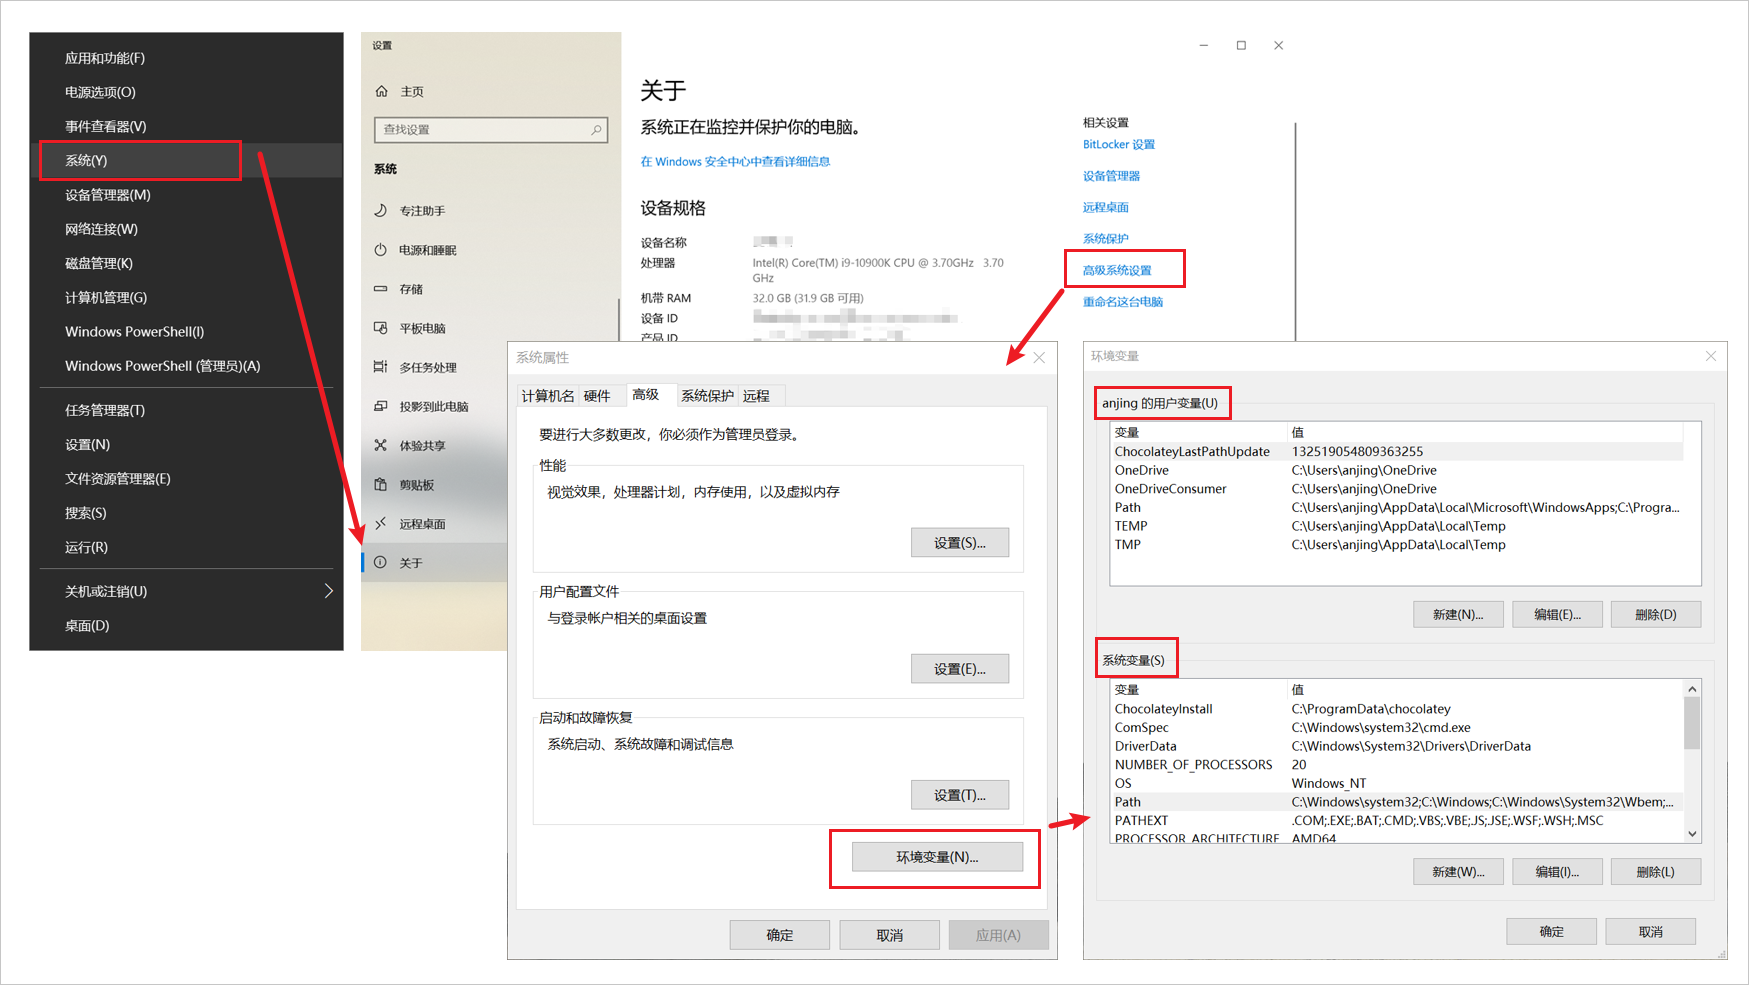 应用和功能(F)
电源选项(O)
事件查看器(V)
系统(Y)
设备管理器(M)
网络连接(W)
磁盘管理(K)
计算机管理(G)
Windows PowerShell(I)
Windows PowerShell (管理员)(A)
任务管理器(T)
设置(N)
文件资源管理器(E)
搜索(S)
运行(R)
关机或注销(U)
桌面(D)
设置
主页
查找设置
系统
专注助手
电源和睡眠
存储
平板电脑
多任务处理
投影到此电脑
体验共享
剪贴板
远程桌面
关于
关于
系统正在监控并保护你的电脑。
在 Windows 安全中心中查看详细信息
设备规格
设备名称
处理器 Intel(R) Core(TM) i9-10900K CPU @ 3.70GHz 3.70
GHz
机带 RAM 32.0 GB (31.9 GB 可用)
设备 ID
产品 ID
相关设置
BitLocker 设置
设备管理器
远程桌面
系统保护
高级系统设置
重命名这台电脑
系统属性
计算机名 硬件 高级 系统保护 远程
要进行大多数更改，你必须作为管理员登录。
性能
视觉效果，处理器计划，内存使用，以及虚拟内存
设置(S)...
用户配置文件
与登录帐户相关的桌面设置
设置(E)...
启动和故障恢复
系统启动、系统故障和调试信息
设置(T)...
环境变量(N)...
确定 取消 应用(A)
环境变量
anjing 的用户变量(U)
变量 值
ChocolateyLastPathUpdate 132519054809363255
OneDrive C:\Users\anjing\OneDrive
OneDriveConsumer C:\Users\anjing\OneDrive
Path C:\Users\anjing\AppData\Local\Microsoft\WindowsApps;C:\Progra...
TEMP C:\Users\anjing\AppData\Local\Temp
TMP C:\Users\anjing\AppData\Local\Temp
新建(N)... 编辑(E)... 删除(D)
系统变量(S)
变量 值
ChocolateyInstall C:\ProgramData\chocolatey
ComSpec C:\Windows\system32\cmd.exe
DriverData C:\Windows\System32\Drivers\DriverData
NUMBER_OF_PROCESSORS 20
OS Windows_NT
Path C:\Windows\system32;C:\Windows;C:\Windows\System32\Wbem;...
PATHEXT .COM;.EXE;.BAT;.CMD;.VBS;.VBE;.JS;.JSE;.WSF;.WSH;.MSC
PROCESSOR_ARCHITECTURE AMD64
新建(W)... 编辑(I)... 删除(L)
确定 取消